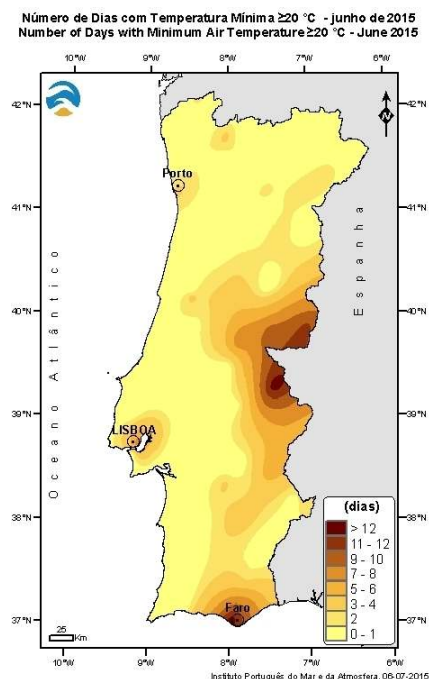 Número de Dias com Temperatura Mínima ≥20 °C - junho de 2015
Number of Days with Minimum Air Temperature≥20 °C - June 2015
10°W 9°W 8°W 7°W 6°W
42°N 42°N
N
Porto
41°N 41°N
Oceano Atlântico
Espanha
40°N 40°N
39°N 39°N
LISBOA
38°N 38°N
(dias)
> 12
11 - 12
9 - 10
7 - 8
5 - 6
3 - 4
2
0 - 1
Faro
37°N 37°N
25
Km
10°W 9°W 8°W 7°W 6°W
Instituto Português do Mar e da Atmosfera, 06-07-2015